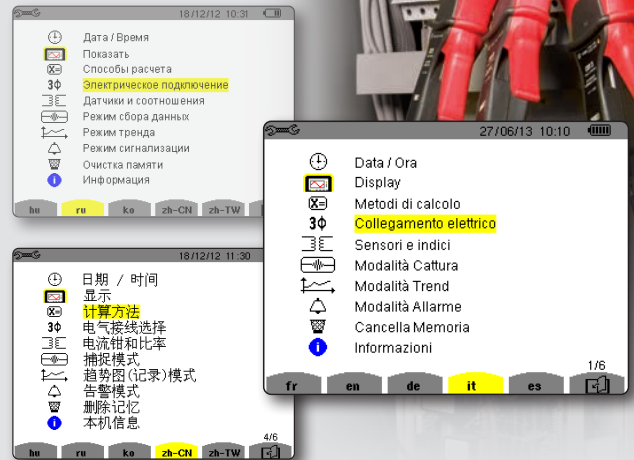 18/12/12 10:31
Дата / Время
Показать
Способы расчета
3Ф Электрическое подключение
Датчики и соотношения
Режим сбора данных
Режим тренда
Режим сигнализации
Очистка памяти
Информация
hu ru ko zh-CN zh-TW
27/06/13 10:10
Data / Ora
Display
Metodi di calcolo
3Ф Collegamento elettrico
Sensori e indici
Modalità Cattura
Modalità Trend
Modalità Allarme
Cancella Memoria
Informazioni
1/6
fr en de it es
18/12/12 11:30
日期 / 时间
显示
计算方法
3Ф 电气接线选择
电流钳和比率
捕捉模式
趋势图(记录)模式
告警模式
删除记忆
本机信息
4/6
hu ru ko zh-CN zh-TW